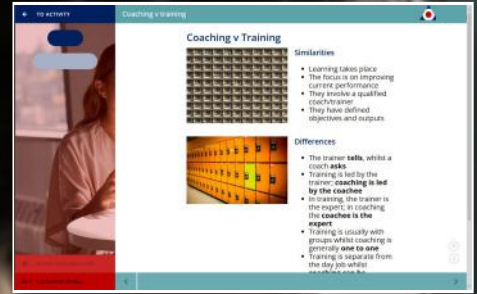 TO ACTIVITY
Coaching v training
Coaching v Training
Similarities
Learning takes place
The focus is on improving
current performance
They involve a qualified
coach/trainer
They have defined
objectives and outputs
Differences
The trainer tells, whilst a
coach asks
Training is led by the
trainer; coaching is led
by the coachee
In training, the trainer is
the expert; in coaching
the coachee is the
expert
Training is usually with
groups whilst coaching is
generally one to one
Training is separate from
the day job whilst
coaching can be